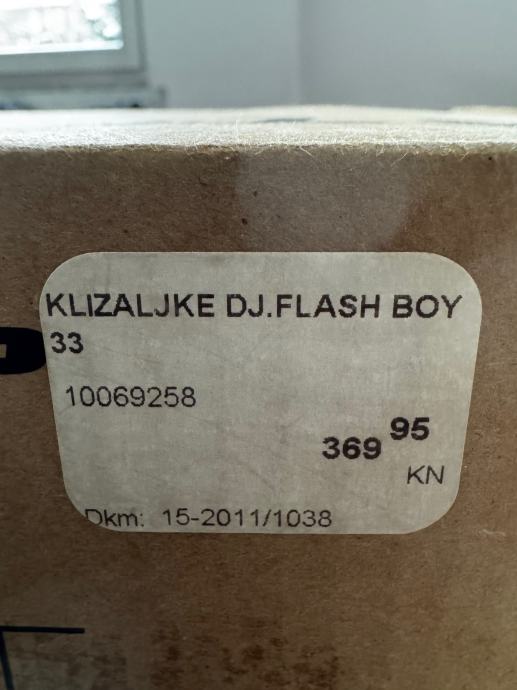 KLIZALJKE DJ.FLASH BOY
33
10069258
369 95
KN
Dkm: 15-2011/1038